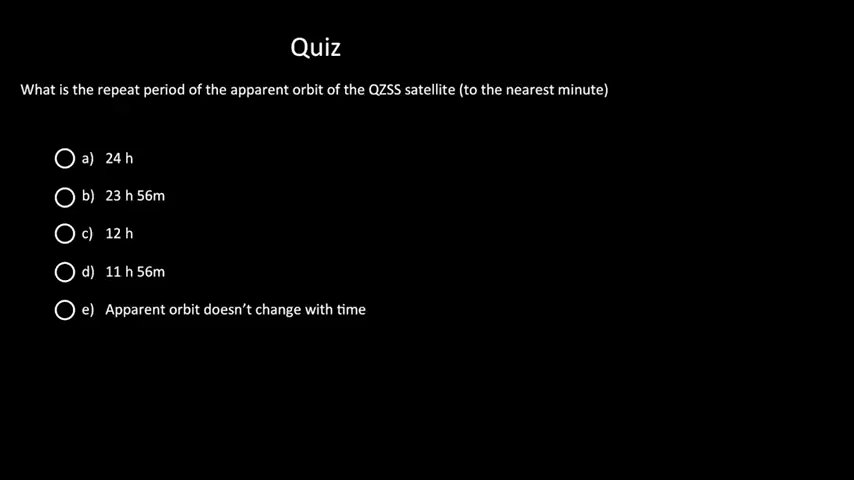 Quiz
What is the repeat period of the apparent orbit of the QZSS satellite (to the nearest minute)
a) 24 h
b) 23 h 56m
c) 12 h
d) 11 h 56m
e) Apparent orbit doesn’t change with time